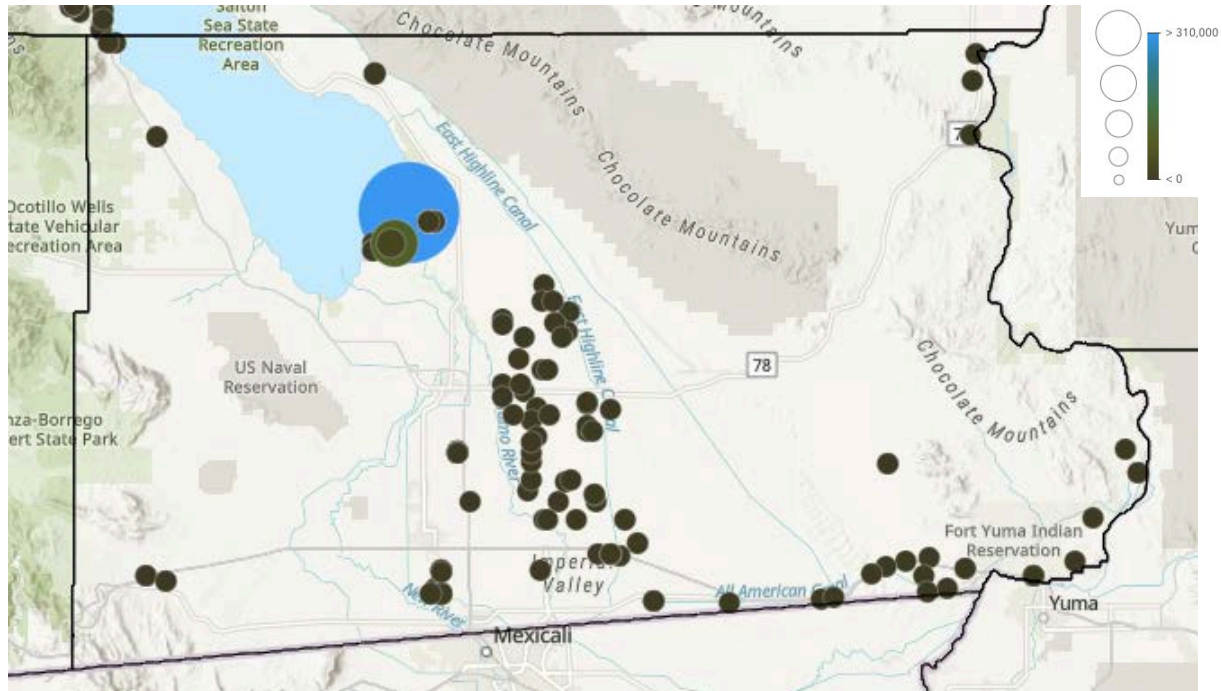 Salton
Sea State
Recreation
Area
Chocolate Mountains
Mountains
> 310,000
< 0
East Highline Canal
Chocolate Mountains
Ocotillo Wells
tate Vehicular
ecreation Area
Yum
East Highline Canal
78
US Naval
Reservation
Chocolate Mountains
nza-Borrego
ert State Park
amo River
Fort Yuma Indian
Reservation
Imperial
Valley
All American Canal
New River
Yuma
Mexicali